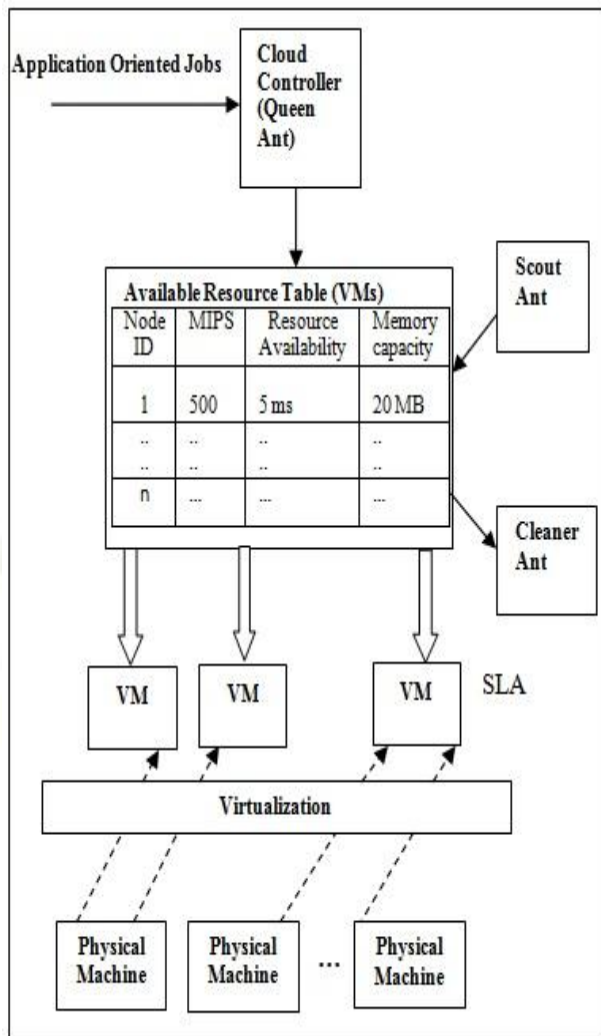 Application Oriented Jobs
Cloud
Controller
(Queen
Ant)
Available Resource Table (VMs)
Node
ID
MIPS
Resource
Availability
Memory
capacity
1
500
5 ms
20 MB
..
..
..
..
..
..
..
..
n
...
...
...
Scout
Ant
Cleaner
Ant
VM
VM
VM
SLA
Virtualization
Physical
Machine
Physical
Machine
...
Physical
Machine